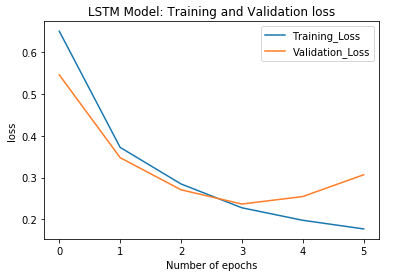 LSTM Model: Training and Validation loss
Training_Loss
Validation_Loss
loss
0.6
0.5
0.4
0.3
0.2
0 1 2 3 4 5
Number of epochs